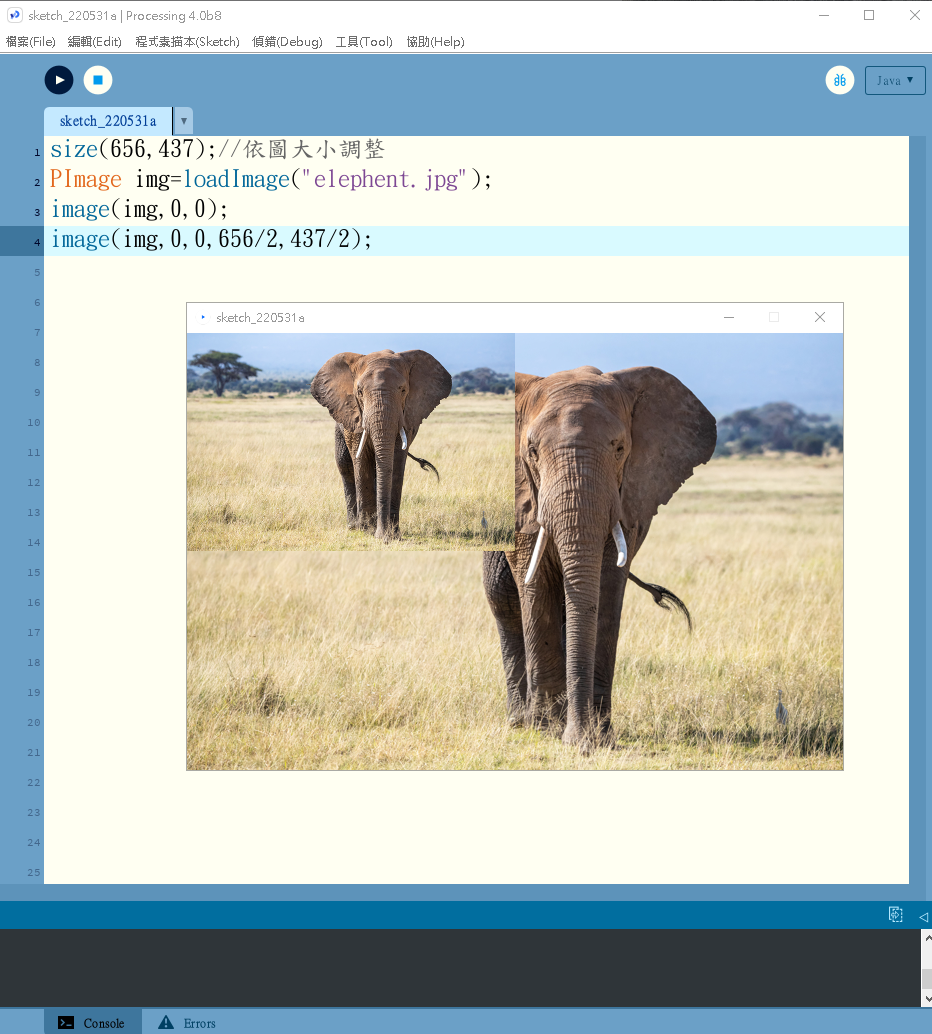 sketch_220531a | Processing 4.0b8
檔案(File) 編輯(Edit) 程式素描本(Sketch) 偵錯(Debug) 工具(Tool) 協助(Help)
Java ▼
sketch_220531a ▼
1 size(656,437);//依圖大小調整
2 PImage img=loadImage("elephent.jpg");
3 image(img,0,0);
4 image(img,0,0,656/2,437/2);
5
6
sketch_220531a
7
8
9
10
11
12
13
14
15
16
17
18
19
20
21
22
23
24
25
Console Errors